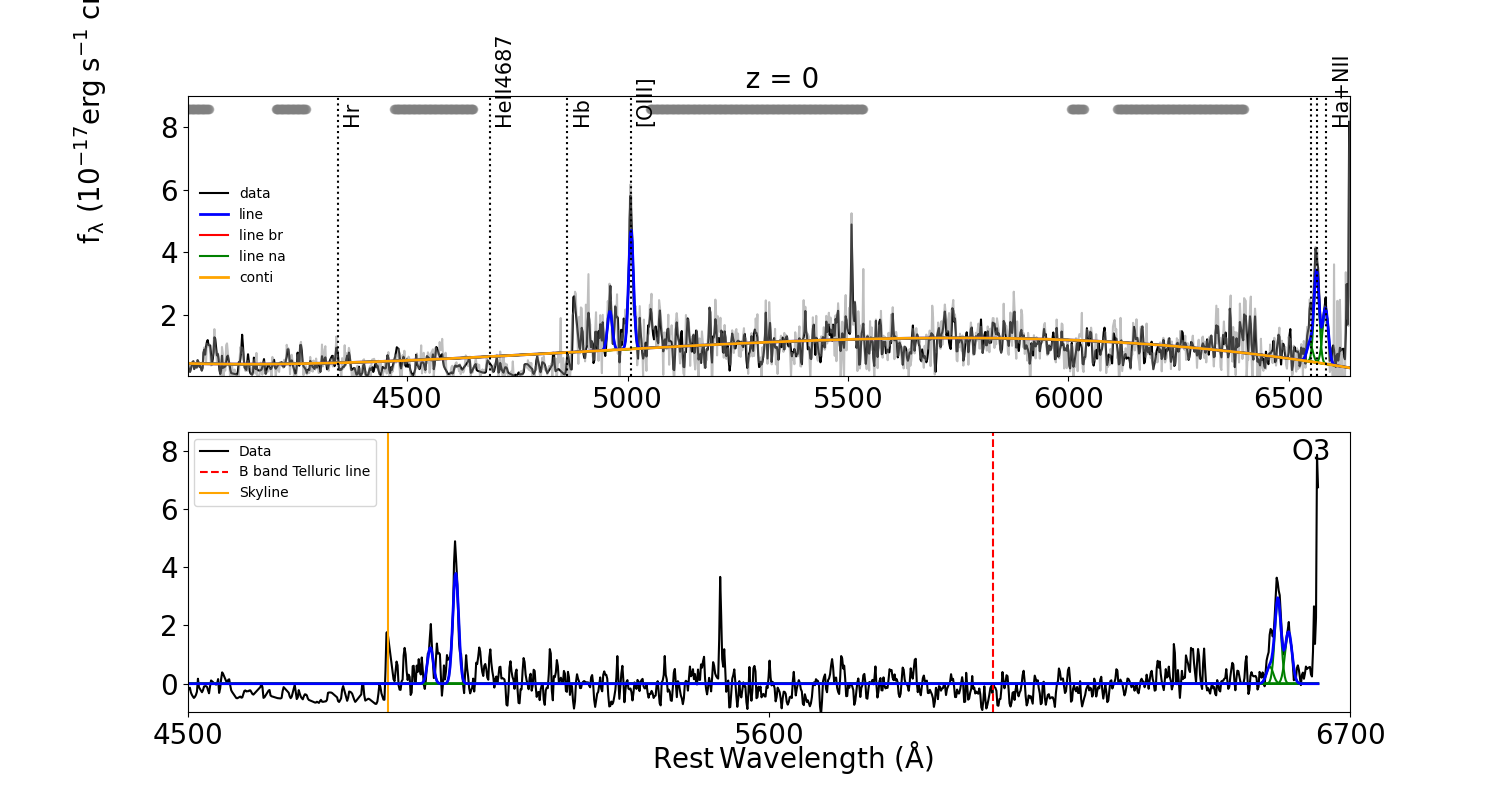 z = 0
f_λ (10^−17 erg s^−1
Hr
HeII4687
Hb
[OIII]
Ha+NII
8
6
4
2
data
line
line br
line na
conti
4500
5000
5500
6000
6500
8
6
4
2
0
Data
B band Telluric line
Skyline
O3
4500
5600
6700
Rest Wavelength (Å)